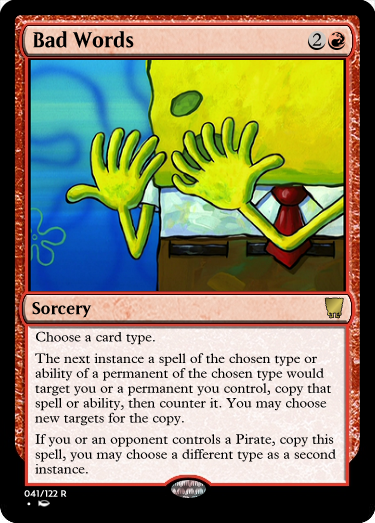 Bad Words
2
Sorcery
Choose a card type.
The next instance a spell of the chosen type or
ability of a permanent of the chosen type would
target you or a permanent you control, copy that
spell or ability, then counter it. You may choose
new targets for the copy.
If you or an opponent controls a Pirate, copy this
spell, you may choose a different type as a second
instance.
041/122 R